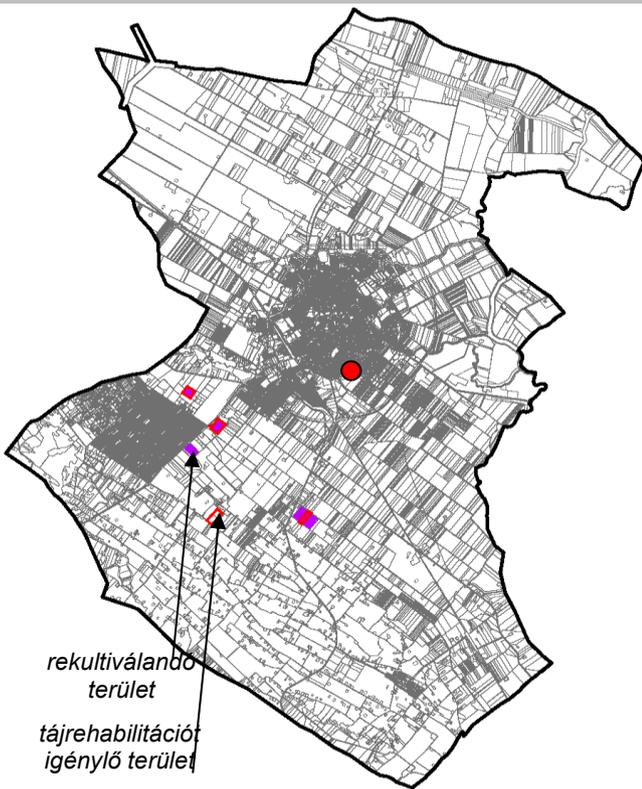 rekultiválandó
terület
tájrehabilitációt
igénylő terület